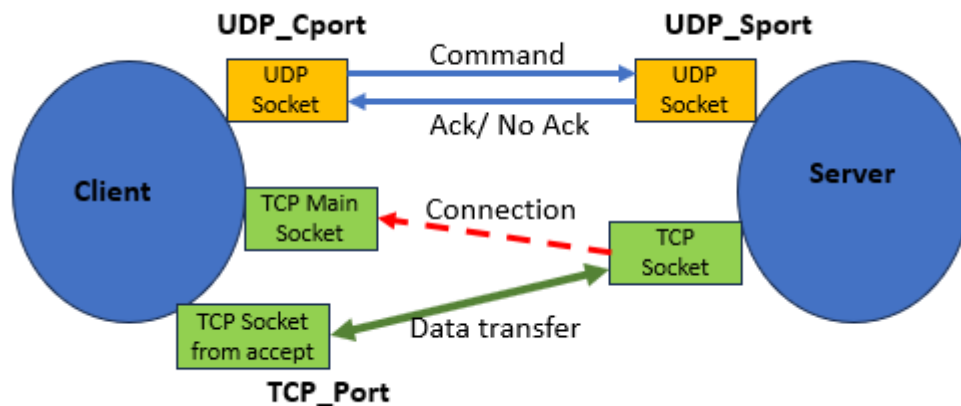 UDP_Cport
UDP_Sport
UDP
Socket
Command
UDP
Socket
Ack/ No Ack
Client
Server
TCP Main
Socket
Connection
TCP
Socket
TCP Socket
from accept
Data transfer
TCP_Port